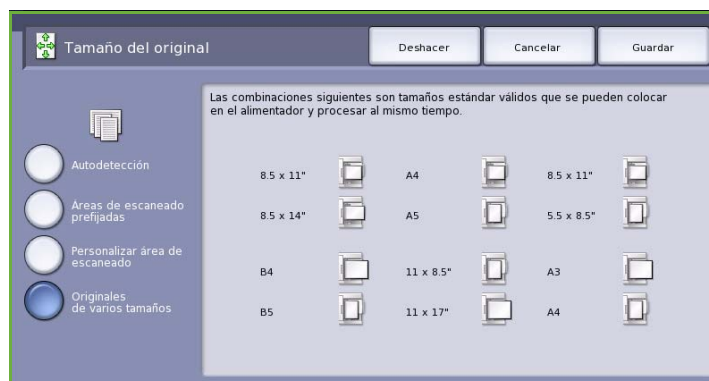 Tamaño del original
Deshacer
Cancelar
Guardar
Las combinaciones siguientes son tamaños estándar válidos que se pueden colocar
en el alimentador y procesar al mismo tiempo.
Autodetección
Áreas de escaneado
prefijadas
Personalizar área de
escaneado
Originales
de varios tamaños
8.5 x 11"
A4
8.5 x 11"
8.5 x 14"
A5
5.5 x 8.5"
B4
11 x 8.5"
A3
B5
11 x 17"
A4